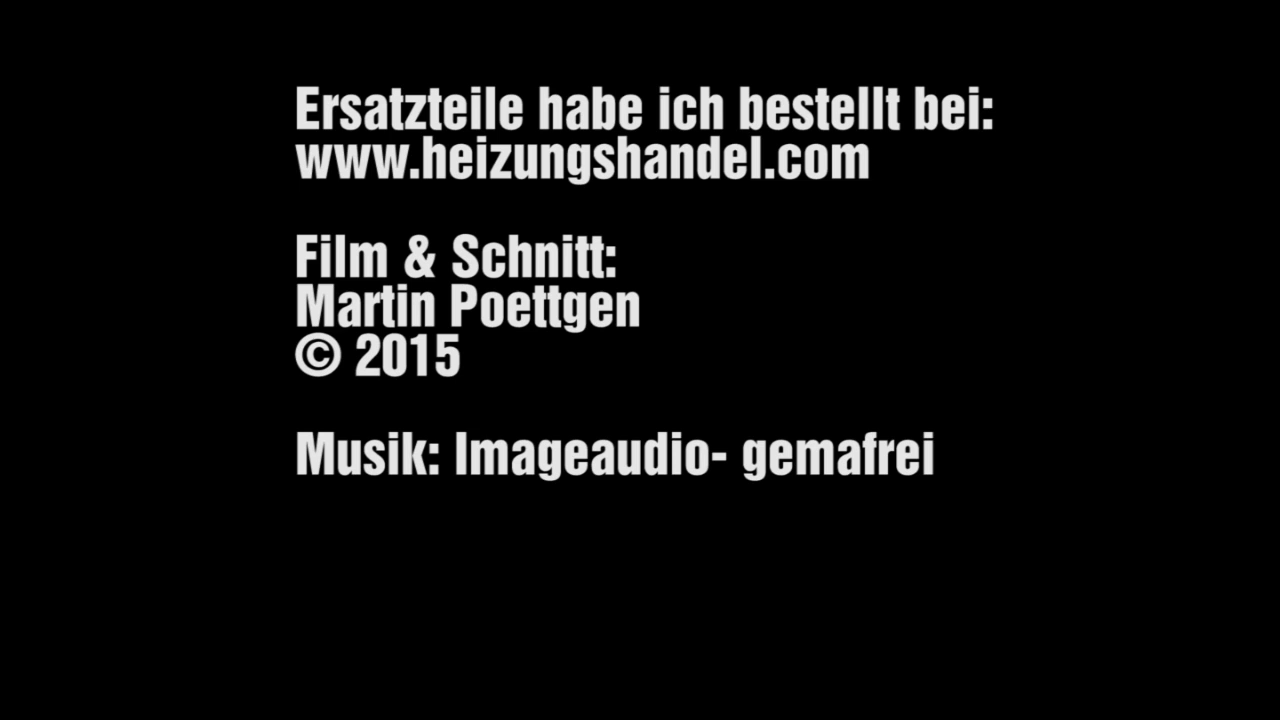 Ersatzteile habe ich bestellt bei:
www.heizungshandel.com
Film & Schnitt:
Martin Poettgen
© 2015
Musik: Imageaudio- gemafrei